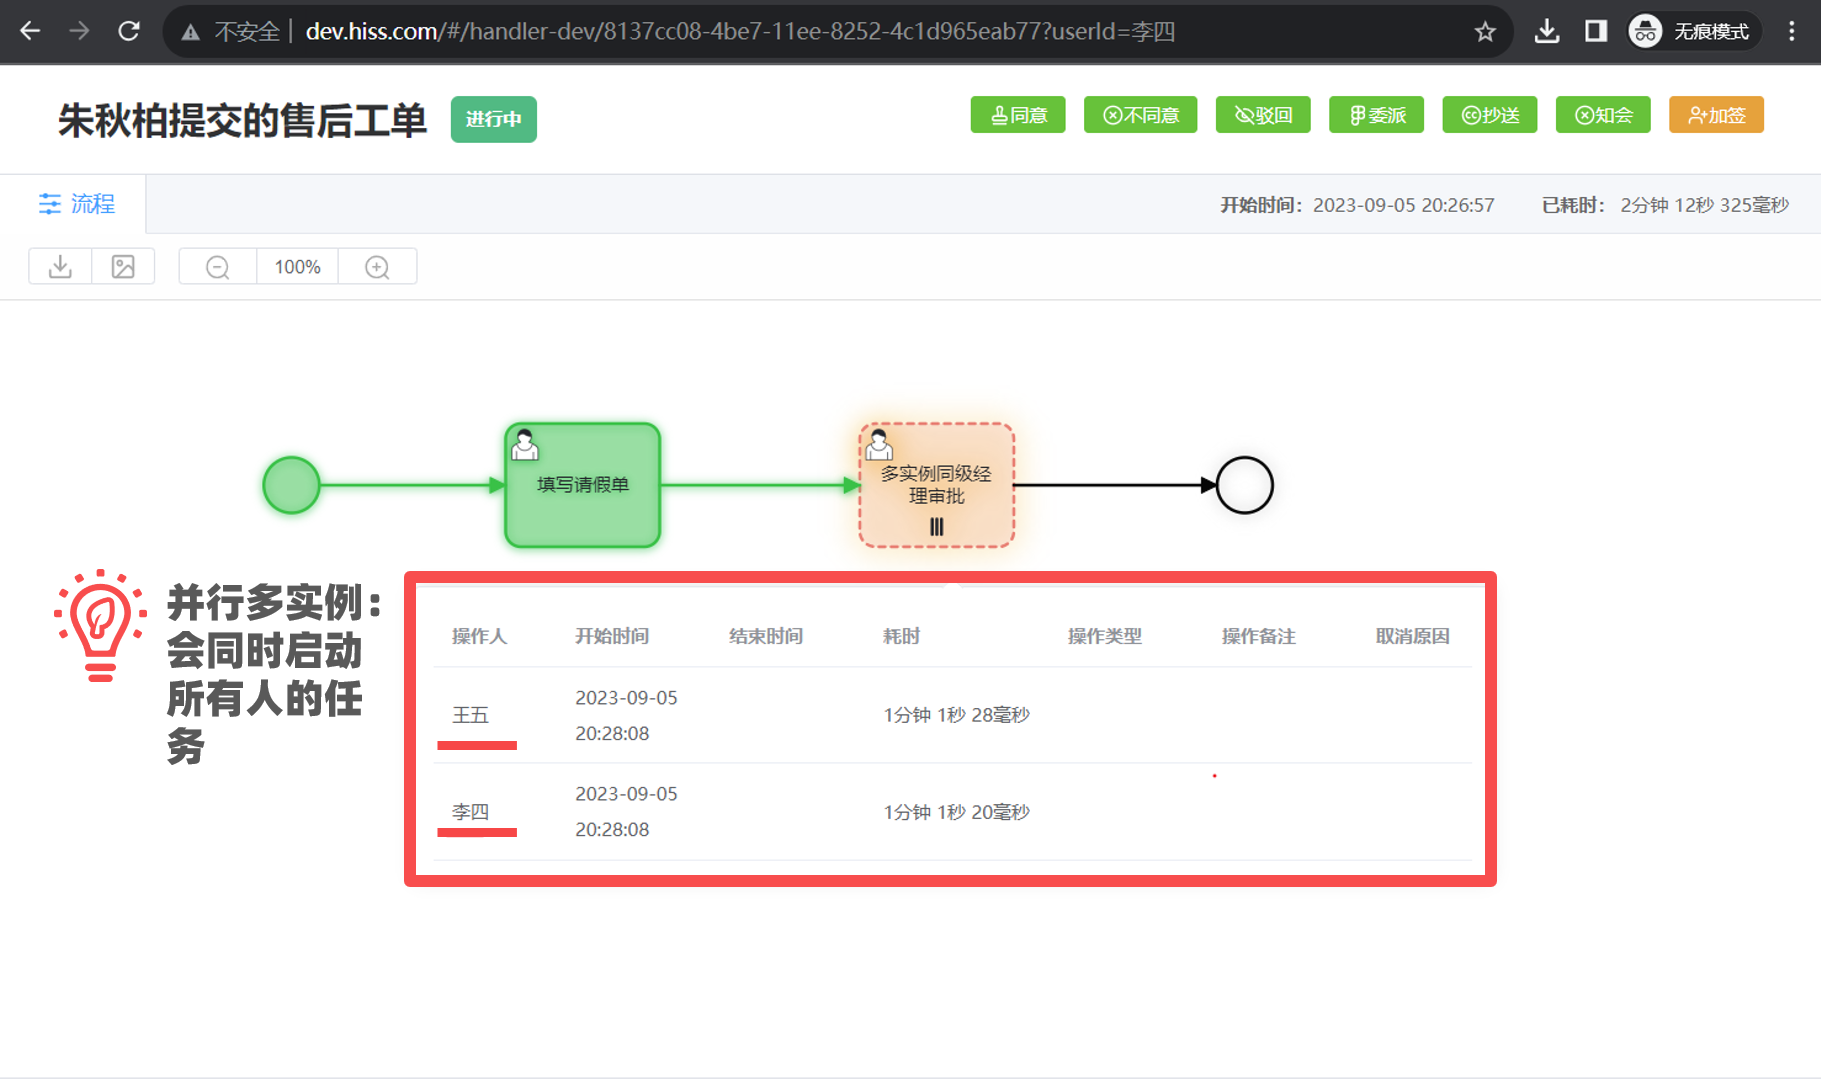 不安全 dev.hiss.com/#/handler-dev/8137cc08-4be7-11ee-8252-4c1d965eab77?userId=李四
无痕模式
朱秋柏提交的售后工单 进行中
同意 不同意 驳回 委派 抄送 知会 加签
流程
开始时间： 2023-09-05 20:26:57 已耗时： 2分钟 12秒 325毫秒
100%
填写请假单
多实例同级经
理审批
并行多实例：
会同时启动
所有人的任
务
操作人 开始时间 结束时间 耗时 操作类型 操作备注 取消原因
王五 2023-09-05
20:28:08 1分钟 1秒 28毫秒
李四 2023-09-05
20:28:08 1分钟 1秒 20毫秒